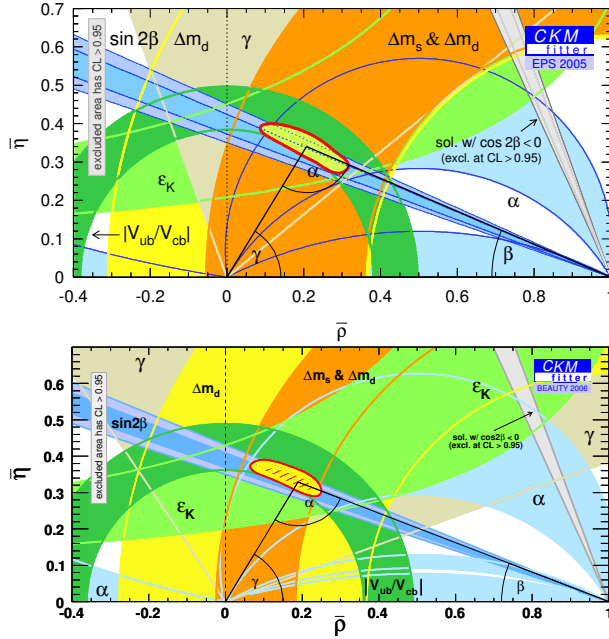 0.7
0.6
0.5
0.4
0.3
0.2
0.1
0
η̄
excluded area has CL > 0.95
sin 2β
Δm_d
γ
Δm_s & Δm_d
CKM
fitter
EPS 2005
sol. w/ cos 2β < 0
(excl. at CL > 0.95)
ε_K
α
α
|V_ub/V_cb|
γ
β
-0.4 -0.2 0 0.2 0.4 0.6 0.8 1
ρ̄
0.6
0.5
0.4
0.3
0.2
0.1
0
η̄
excluded area has CL > 0.95
γ
Δm_d
Δm_s & Δm_d
ε_K
CKM
fitter
BEAUTY 2006
sin2β
sol. w/ cos2β < 0
(excl. at CL > 0.95)
γ
ε_K
α
α
α
γ
|V_ub/V_cb|
β
-0.4 -0.2 0 0.2 0.4 0.6 0.8 1
ρ̄